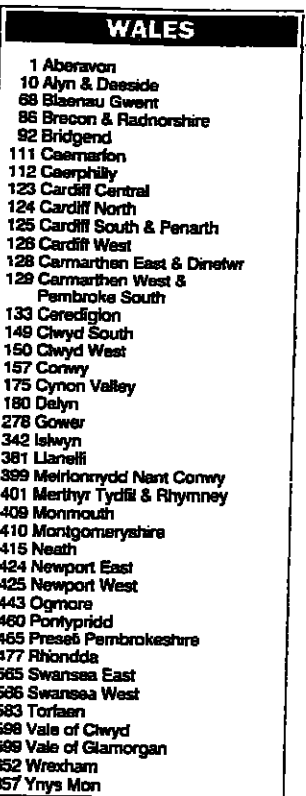 WALES
1 Aberavon
10 Alyn & Deeside
68 Blaenau Gwent
86 Brecon & Radnorshire
92 Bridgend
111 Caernarfon
112 Caerphilly
123 Cardiff Central
124 Cardiff North
125 Cardiff South & Penarth
126 Cardiff West
128 Carmarthen East & Dinefwr
129 Carmarthen West &
Pembroke South
133 Ceredigion
149 Clwyd South
150 Clwyd West
157 Conwy
175 Cynon Valley
180 Delyn
278 Gower
342 Islwyn
381 Llanelli
399 Meirionnydd Nant Conwy
401 Merthyr Tydfil & Rhymney
409 Monmouth
410 Montgomeryshire
415 Neath
424 Newport East
425 Newport West
443 Ogmore
460 Pontypridd
465 Preseli Pembrokeshire
477 Rhondda
565 Swansea East
566 Swansea West
583 Torfaen
598 Vale of Clwyd
599 Vale of Glamorgan
652 Wrexham
657 Ynys Mon